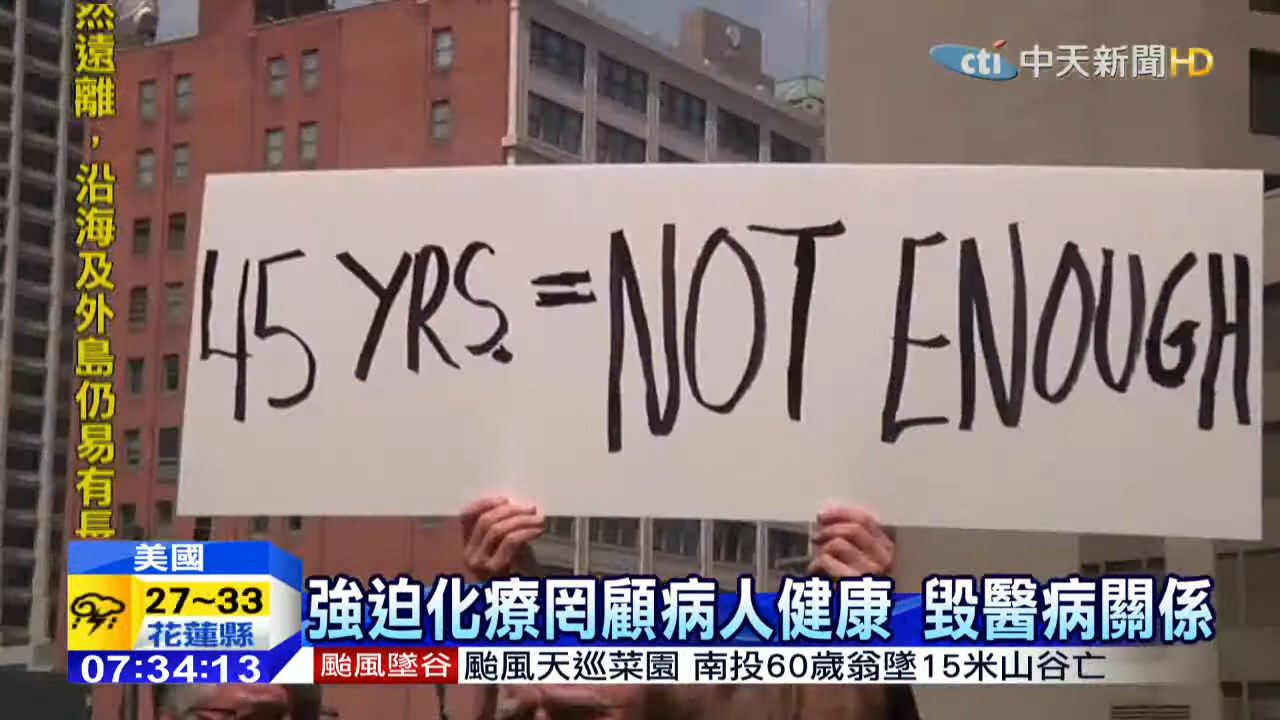 然遠離，沿海及外島仍易有長
cti 中天新聞HD
45 YRS. = NOT ENOUGH
美國
27~33
花蓮縣
07:34:13
強迫化療罔顧病人健康 毀醫病關係
颱風墜谷 颱風天巡菜園 南投60歲翁墜15米山谷亡